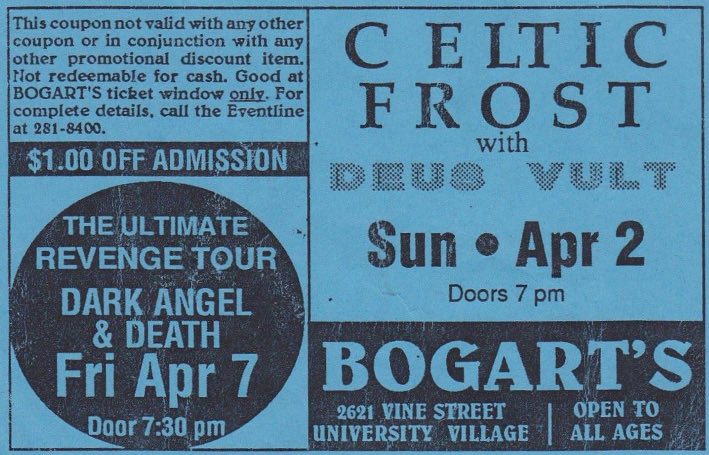 This coupon not valid with any other
coupon or in conjunction with any
other promotional discount item.
Not redeemable for cash. Good at
BOGART'S ticket window only. For
complete details, call the Eventline
at 281-8400.
$1.00 OFF ADMISSION
THE ULTIMATE
REVENGE TOUR
DARK ANGEL
& DEATH
Fri Apr 7
Door 7:30 pm
CELTIC
FROST
with
DEUS VULT
Sun • Apr 2
Doors 7 pm
BOGART'S
2621 VINE STREET
UNIVERSITY VILLAGE
OPEN TO
ALL AGES